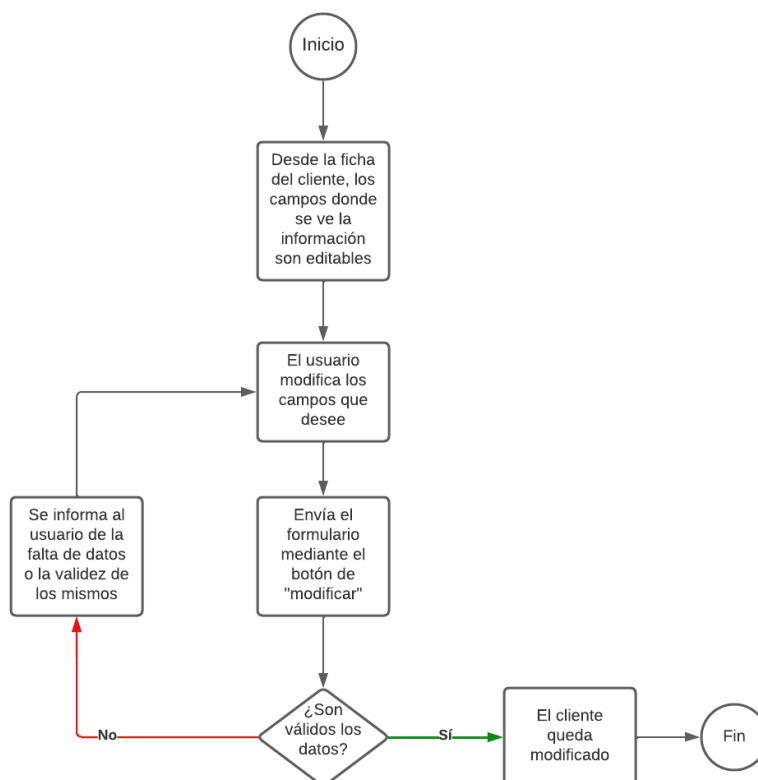 Inicio
Desde la ficha
del cliente, los
campos donde
se ve la
información
son editables
El usuario
modifica los
campos que
desee
Se informa al
usuario de la
falta de datos
o la validez de
los mismos
Envía el
formulario
mediante el
botón de
"modificar"
¿Son
válidos los
datos?
No
Sí
El cliente
queda
modificado
Fin